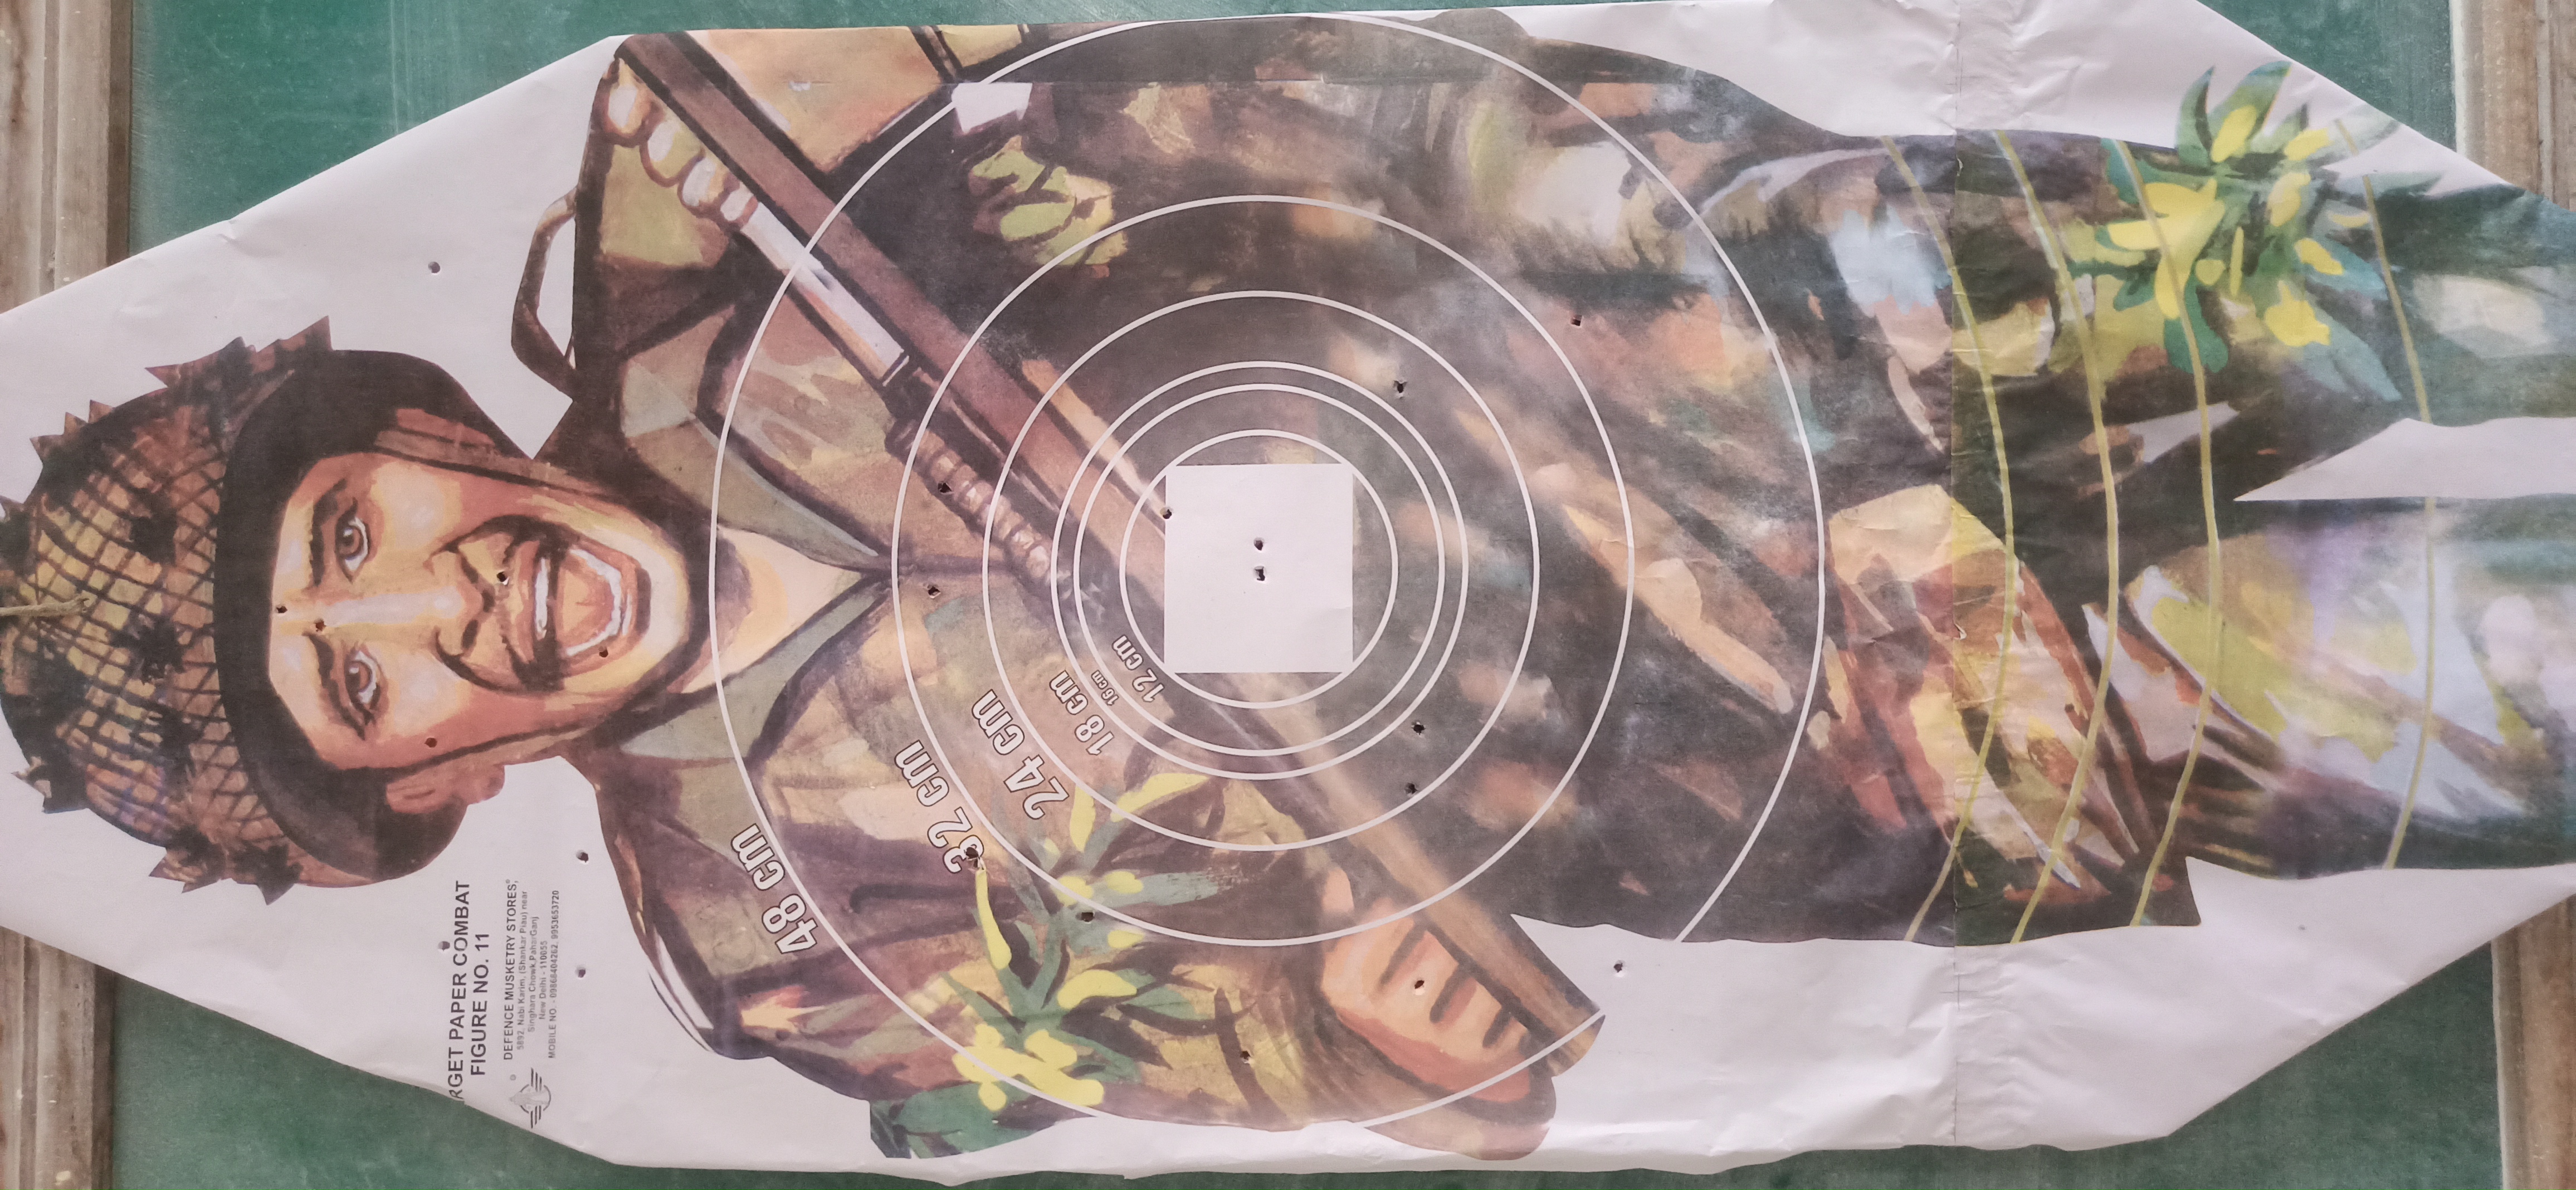 RGET PAPER COMBAT
FIGURE NO. 11
DEFENCE MUSKETRY STORES,
5892, Nabi Karim, (Shankar Piau) near
Singhara Chowk,PaharGanj
New Delhi - 110055
MOBILE NO. - 09868404262, 9953653720
48 cm
32 cm
24 cm
18 cm
16 cm
12 cm